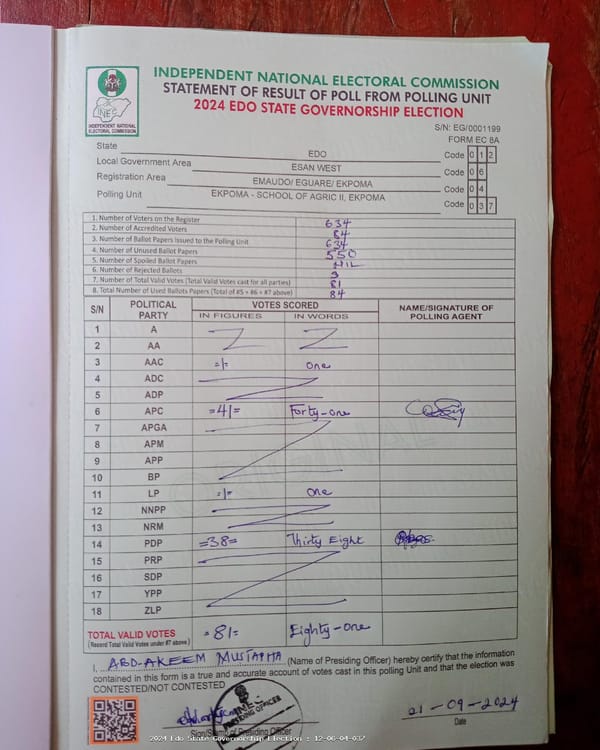 INEC
INDEPENDENT NATIONAL
ELECTORAL COMMISSION
INDEPENDENT NATIONAL ELECTORAL COMMISSION
STATEMENT OF RESULT OF POLL FROM POLLING UNIT
2024 EDO STATE GOVERNORSHIP ELECTION
S/N: EG/0001199
FORM EC 8A
State EDO Code 0 1 2
Local Government Area ESAN WEST Code 0 6
Registration Area EMAUDO/ EGUARE/ EKPOMA Code 0 4
Polling Unit EKPOMA - SCHOOL OF AGRIC II, EKPOMA Code 0 3 7
1. Number of Voters on the Register 634
2. Number of Accredited Voters 84
3. Number of Ballot Papers Issued to the Polling Unit 634
4. Number of Unused Ballot Papers 550
5. Number of Spoiled Ballot Papers NIL
6. Number of Rejected Ballots 3
7. Number of Total Valid Votes (Total Valid Votes cast for all parties) 81
8. Total Number of Used Ballots Papers (Total of #5 + #6 + #7 above) 84
S/N POLITICAL PARTY VOTES SCORED NAME/SIGNATURE OF POLLING AGENT
IN FIGURES IN WORDS
1 A
2 AA
3 AAC =1= One
4 ADC
5 ADP
6 APC =41= Forty-one
7 APGA
8 APM
9 APP
10 BP
11 LP =1= One
12 NNPP
13 NRM
14 PDP =38= Thirty Eight
15 PRP
16 SDP
17 YPP
18 ZLP
TOTAL VALID VOTES =81= Eighty-One
(Record Total Valid Votes under #7 above)
I, ABD-AKEEM MUSTAPHA (Name of Presiding Officer) hereby certify that the information
contained in this form is a true and accurate account of votes cast in this polling Unit and that the election was
CONTESTED/NOT CONTESTED
INEC
PRESIDING OFFICER
21-09-2024
Sign/Stamp of Presiding Officer Date
2024 Edo State Governorship Election : 12-06-04-037